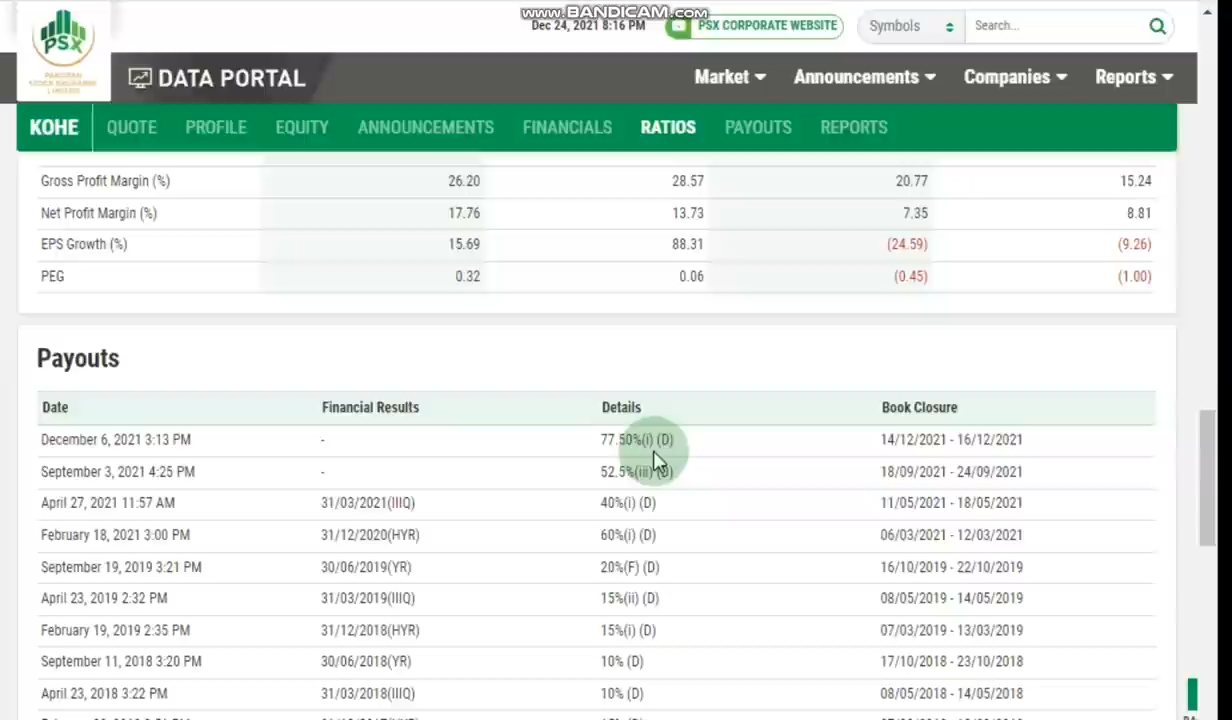 www.BANDICAM.com
Dec 24, 2021 8:16 PM
PSX CORPORATE WEBSITE
Symbols
Search...
PSX
PAKISTAN
STOCK EXCHANGE
LIMITED
DATA PORTAL
Market
Announcements
Companies
Reports
KOHE QUOTE PROFILE EQUITY ANNOUNCEMENTS FINANCIALS RATIOS PAYOUTS REPORTS
Gross Profit Margin (%) 26.20 28.57 20.77 15.24
Net Profit Margin (%) 17.76 13.73 7.35 8.81
EPS Growth (%) 15.69 88.31 (24.59) (9.26)
PEG 0.32 0.06 (0.45) (1.00)
Payouts
Date Financial Results Details Book Closure
December 6, 2021 3:13 PM - 77.50%(i) (D) 14/12/2021 - 16/12/2021
September 3, 2021 4:25 PM - 52.5%(iii) (D) 18/09/2021 - 24/09/2021
April 27, 2021 11:57 AM 31/03/2021(IIIQ) 40%(i) (D) 11/05/2021 - 18/05/2021
February 18, 2021 3:00 PM 31/12/2020(HYR) 60%(i) (D) 06/03/2021 - 12/03/2021
September 19, 2019 3:21 PM 30/06/2019(YR) 20%(F) (D) 16/10/2019 - 22/10/2019
April 23, 2019 2:32 PM 31/03/2019(IIIQ) 15%(ii) (D) 08/05/2019 - 14/05/2019
February 19, 2019 2:35 PM 31/12/2018(HYR) 15%(i) (D) 07/03/2019 - 13/03/2019
September 11, 2018 3:20 PM 30/06/2018(YR) 10% (D) 17/10/2018 - 23/10/2018
April 23, 2018 3:22 PM 31/03/2018(IIIQ) 10% (D) 08/05/2018 - 14/05/2018